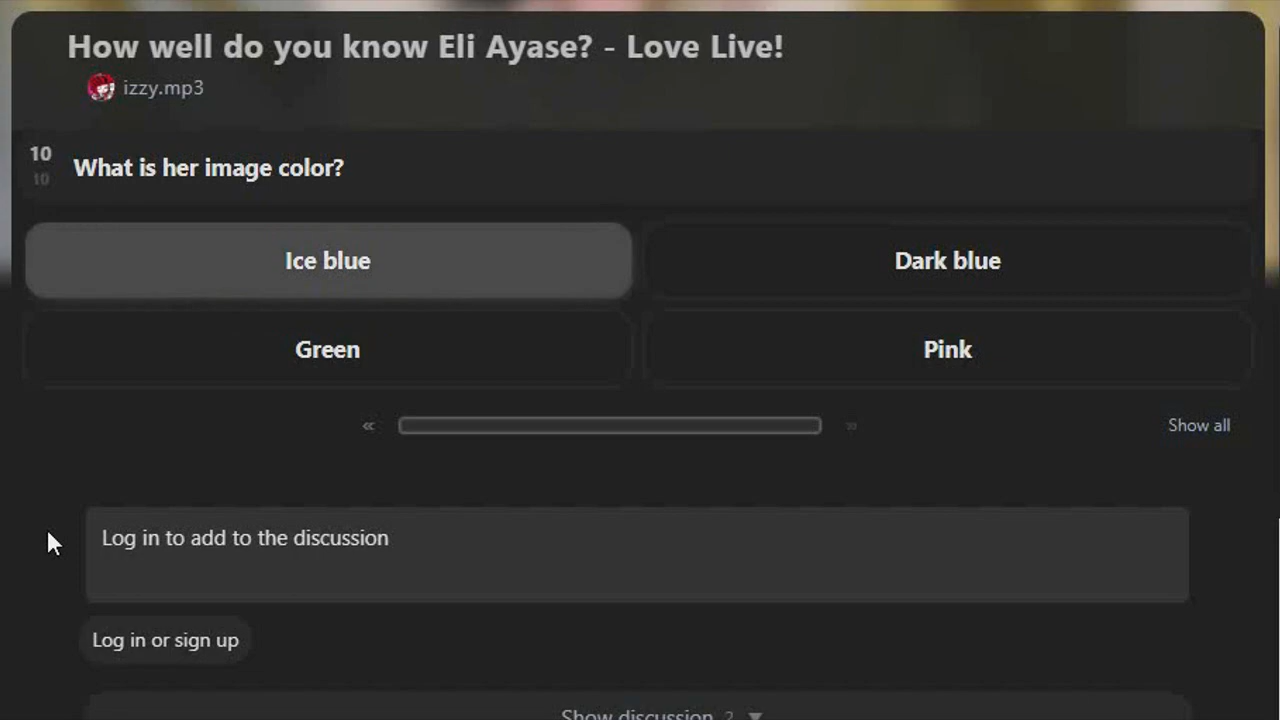 How well do you know Eli Ayase? - Love Live!
izzy.mp3
10
10
What is her image color?
Ice blue
Dark blue
Green
Pink
« » Show all
Log in to add to the discussion
Log in or sign up
Show discussion 2 ▼